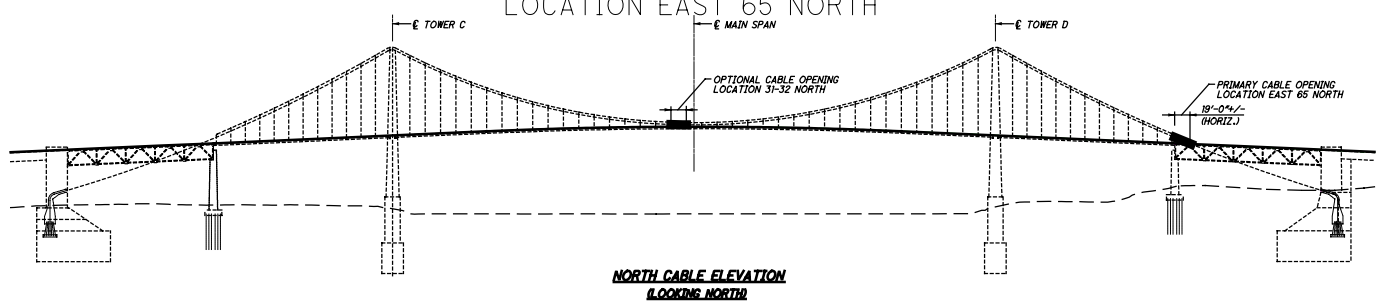 LOCATION EAST 65 NORTH
℄ TOWER C
℄ MAIN SPAN
℄ TOWER D
OPTIONAL CABLE OPENING
LOCATION 31-32 NORTH
PRIMARY CABLE OPENING
LOCATION EAST 65 NORTH
19'-0"+/-
(HORIZ.)
NORTH CABLE ELEVATION
(LOOKING NORTH)